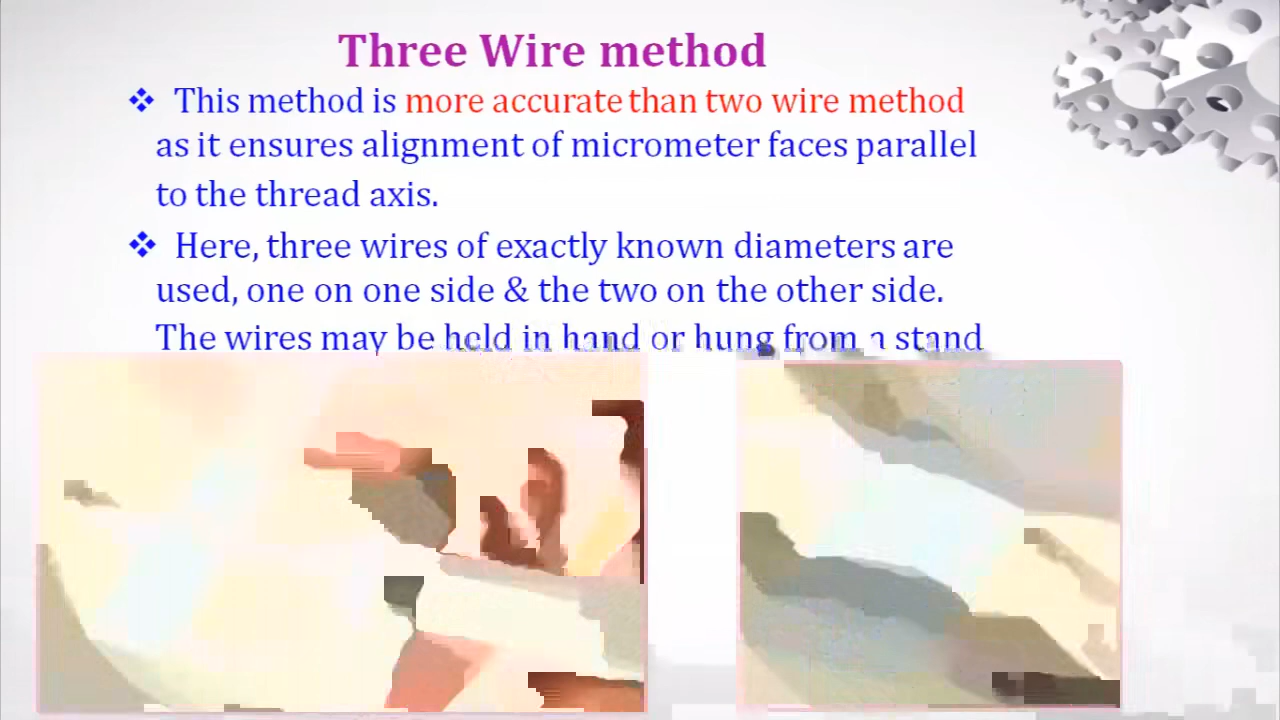 Three Wire method
❖ This method is more accurate than two wire method
as it ensures alignment of micrometer faces parallel
to the thread axis.
❖ Here, three wires of exactly known diameters are
used, one on one side & the two on the other side.
The wires may be held in hand or hung from a stand